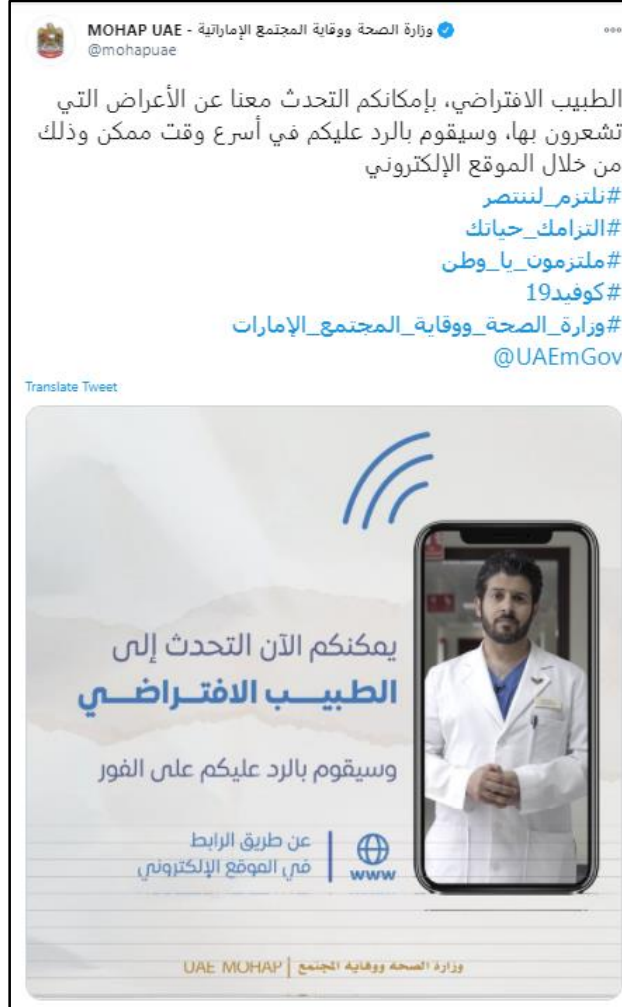 MOHAP UAE - وزارة الصحة ووقاية المجتمع الإماراتية
@mohapuae
الطبيب الافتراضي، بإمكانكم التحدث معنا عن الأعراض التي
تشعرون بها، وسيقوم بالرد عليكم في أسرع وقت ممكن وذلك
من خلال الموقع الإلكتروني
#نلتزم_لننتصر
#التزامك_حياتك
#ملتزمون_يا_وطن
#كوفيد19
#وزارة_الصحة_ووقاية_المجتمع_الإمارات
@UAEmGov
Translate Tweet
يمكنكم الآن التحدث إلى
الطبيـــب الافتـــراضـــي
وسيقوم بالرد عليكم على الفور
عن طريق الرابط
في الموقع الإلكتروني
www
UAE MOHAP | وزارة الصحة ووقاية المجتمع